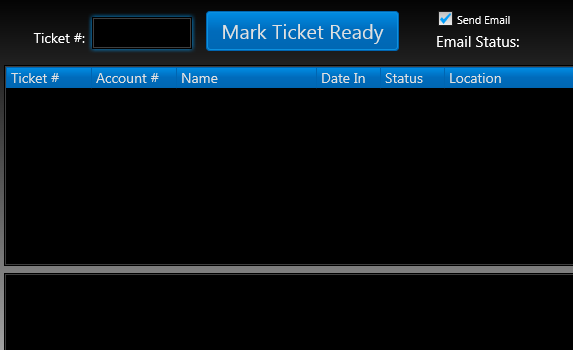 Ticket #:
Mark Ticket Ready
Send Email
Email Status:
Ticket # Account # Name Date In Status Location